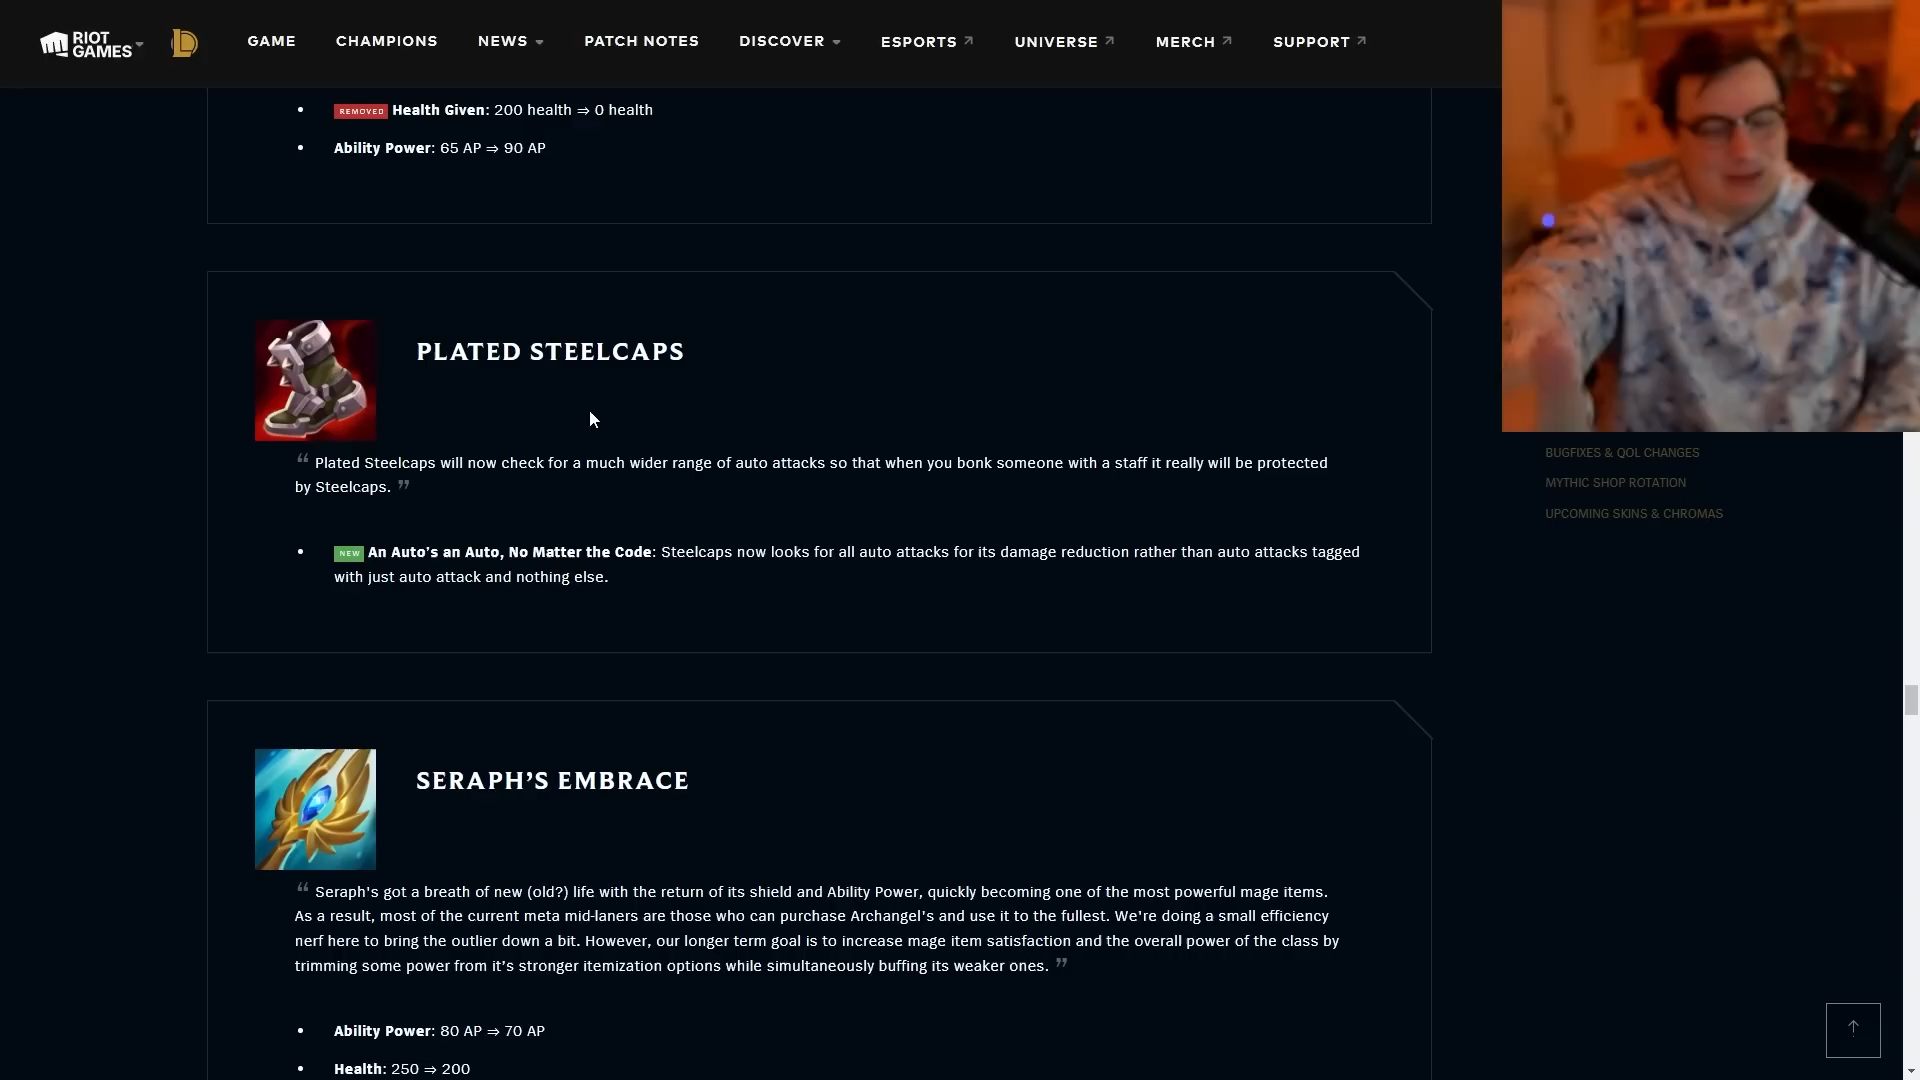 RIOT GAMES
GAME
CHAMPIONS
NEWS
PATCH NOTES
DISCOVER
ESPORTS
UNIVERSE
MERCH
SUPPORT
• REMOVED Health Given: 200 health ⇒ 0 health
• Ability Power: 65 AP ⇒ 90 AP
PLATED STEELCAPS
“ Plated Steelcaps will now check for a much wider range of auto attacks so that when you bonk someone with a staff it really will be protected
by Steelcaps. ”
• NEW An Auto's an Auto, No Matter the Code: Steelcaps now looks for all auto attacks for its damage reduction rather than auto attacks tagged
with just auto attack and nothing else.
SERAPH’S EMBRACE
“ Seraph's got a breath of new (old?) life with the return of its shield and Ability Power, quickly becoming one of the most powerful mage items.
As a result, most of the current meta mid-laners are those who can purchase Archangel's and use it to the fullest. We're doing a small efficiency
nerf here to bring the outlier down a bit. However, our longer term goal is to increase mage item satisfaction and the overall power of the class by
trimming some power from it’s stronger itemization options while simultaneously buffing its weaker ones. ”
• Ability Power: 80 AP ⇒ 70 AP
• Health: 250 ⇒ 200
BUGFIXES & QOL CHANGES
MYTHIC SHOP ROTATION
UPCOMING SKINS & CHROMAS